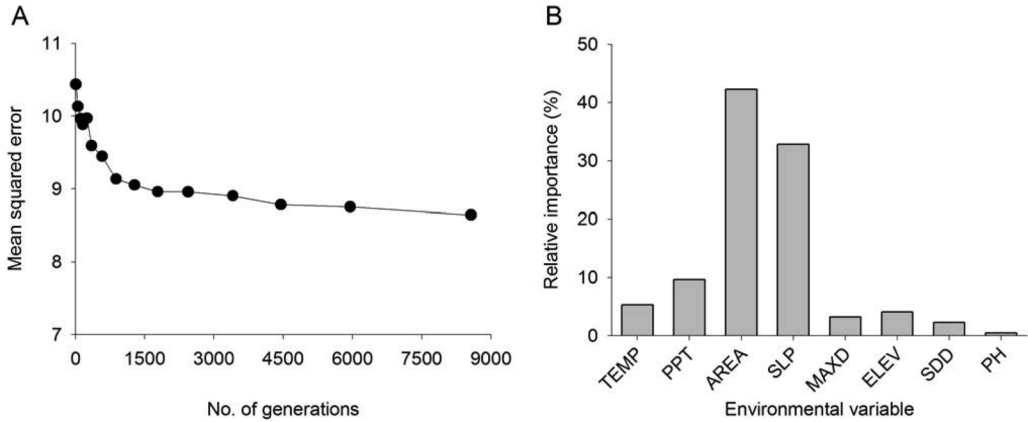 A
Mean squared error
11
10
9
8
7
0 1500 3000 4500 6000 7500 9000
No. of generations
B
Relative importance (%)
50
40
30
20
10
0
TEMP PPT AREA SLP MAXD ELEV SDD PH
Environmental variable